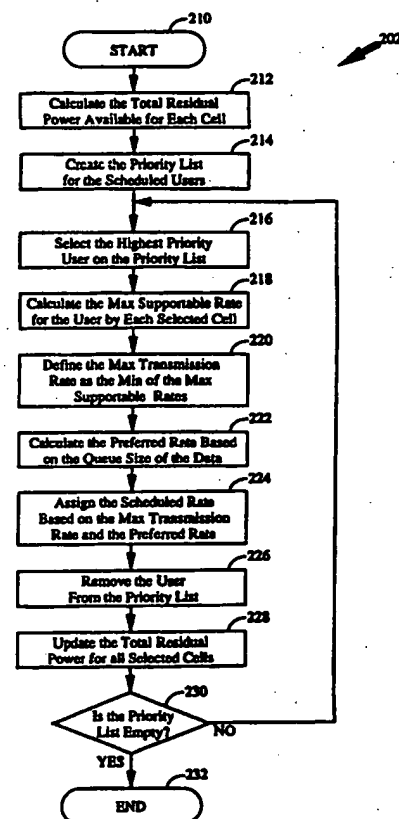 210
START
202
212
Calculate the Total Residual
Power Available for Each Cell
214
Create the Priority List
for the Scheduled Users
216
Select the Highest Priority
User on the Priority List
218
Calculate the Max Supportable Rate
for the User by Each Selected Cell
220
Define the Max Transmission
Rate as the Min of the Max
Supportable Rates
222
Calculate the Preferred Rate Based
on the Queue Size of the Data
224
Assign the Scheduled Rate
Based on the Max Transmission
Rate and the Preferred Rate
226
Remove the User
From the Priority List
228
Update the Total Residual
Power for all Selected Cells
230
Is the Priority
List Empty?
NO
YES
232
END